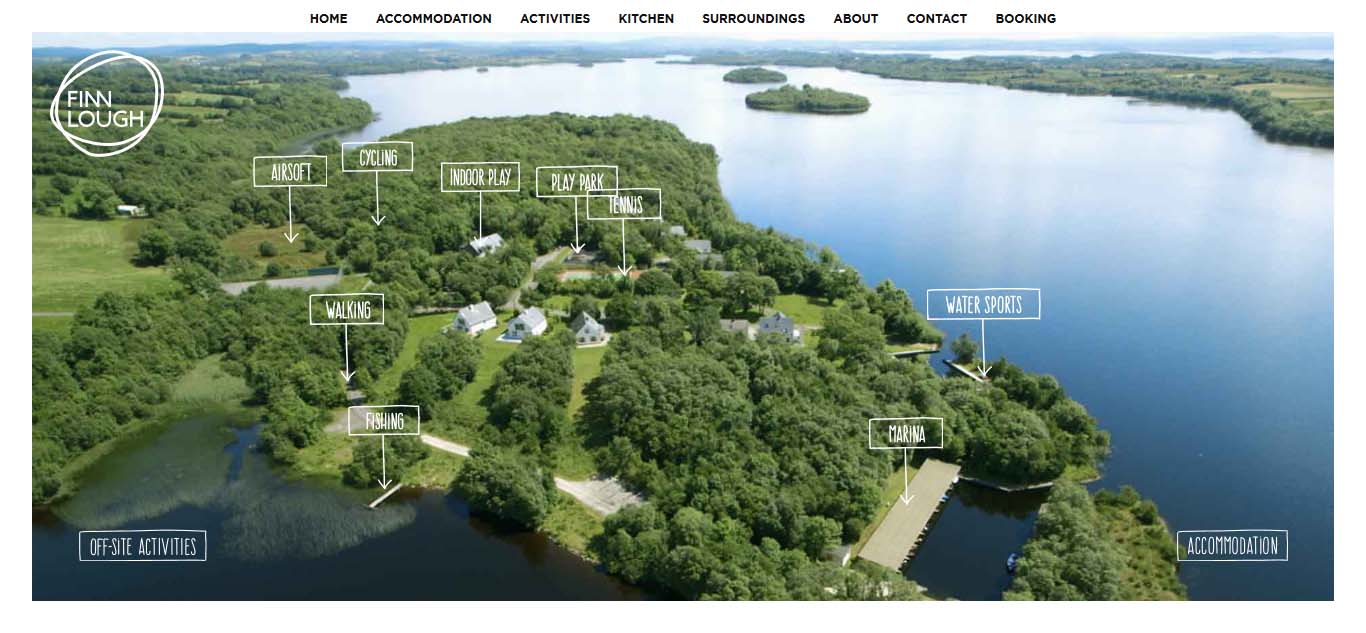 HOME ACCOMMODATION ACTIVITIES KITCHEN SURROUNDINGS ABOUT CONTACT BOOKING
FINN
LOUGH
CYCLING
AIRSOFT
INDOOR PLAY
PLAY PARK
TENNIS
WALKING
WATER SPORTS
FISHING
MARINA
OFF-SITE ACTIVITIES
ACCOMMODATION